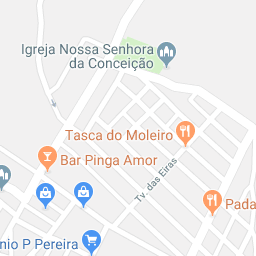 Igreja Nossa Senhora
da Conceição
Tasca do Moleiro
Bar Pinga Amor
Tv. das Eiras
Pada
nio P Pereira